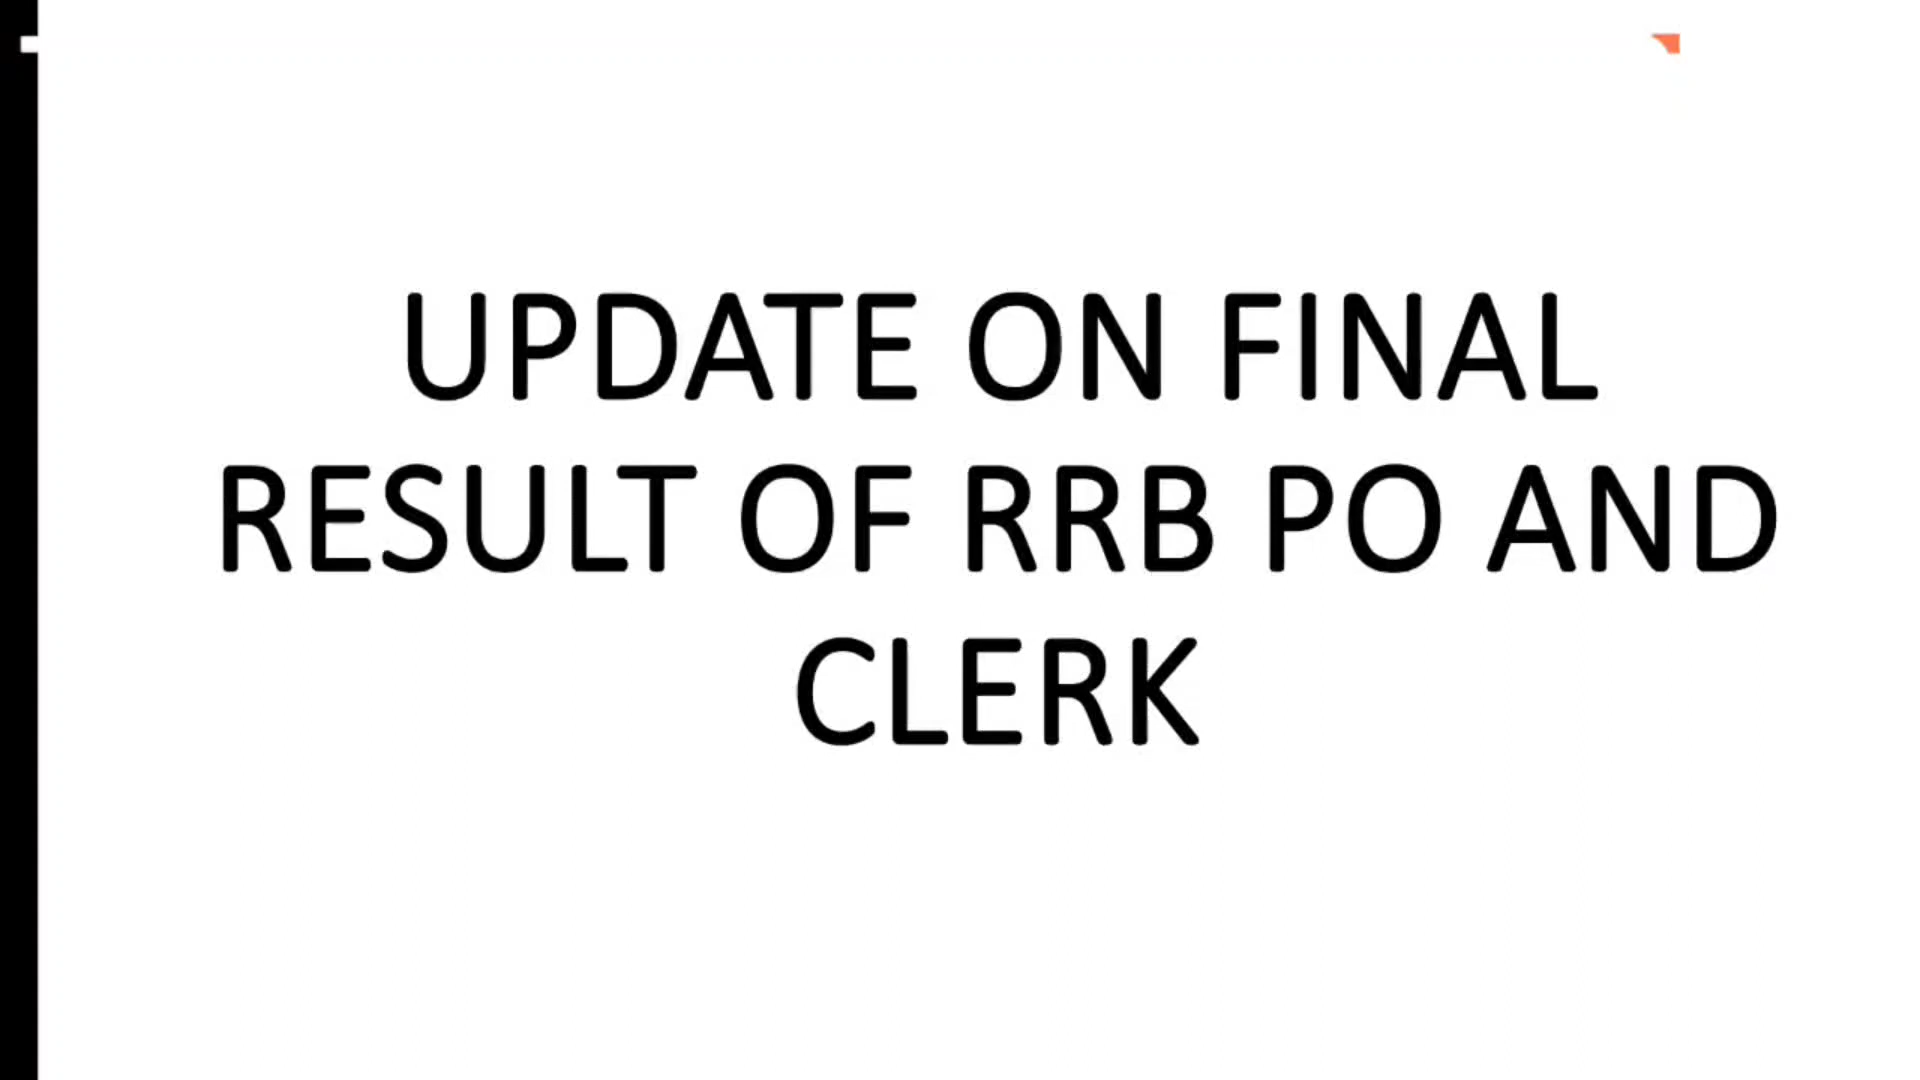 UPDATE ON FINAL
RESULT OF RRB PO AND
CLERK